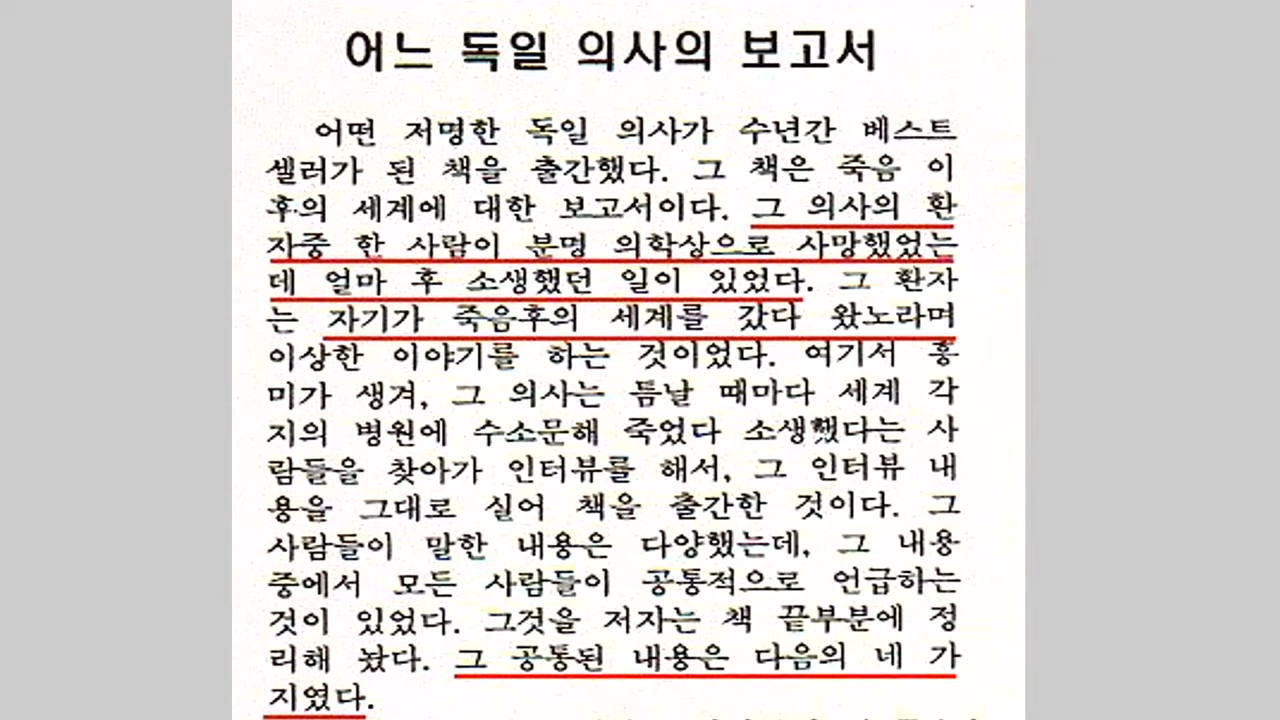 어느 독일 의사의 보고서
어떤 저명한 독일 의사가 수년간 베스트
셀러가 된 책을 출간했다. 그 책은 죽음 이
후의 세계에 대한 보고서이다. 그 의사의 환
자중 한 사람이 분명 의학상으로 사망했었는
데 얼마 후 소생했던 일이 있었다. 그 환자
는 자기가 죽음후의 세계를 갔다 왔노라며
이상한 이야기를 하는 것이었다. 여기서 흥
미가 생겨, 그 의사는 틈날 때마다 세계 각
지의 병원에 수소문해 죽었다 소생했다는 사
람들을 찾아가 인터뷰를 해서, 그 인터뷰 내
용을 그대로 실어 책을 출간한 것이다. 그
사람들이 말한 내용은 다양했는데, 그 내용
중에서 모든 사람들이 공통적으로 언급하는
것이 있었다. 그것을 저자는 책 끝부분에 정
리해 놨다. 그 공통된 내용은 다음의 네 가
지였다.